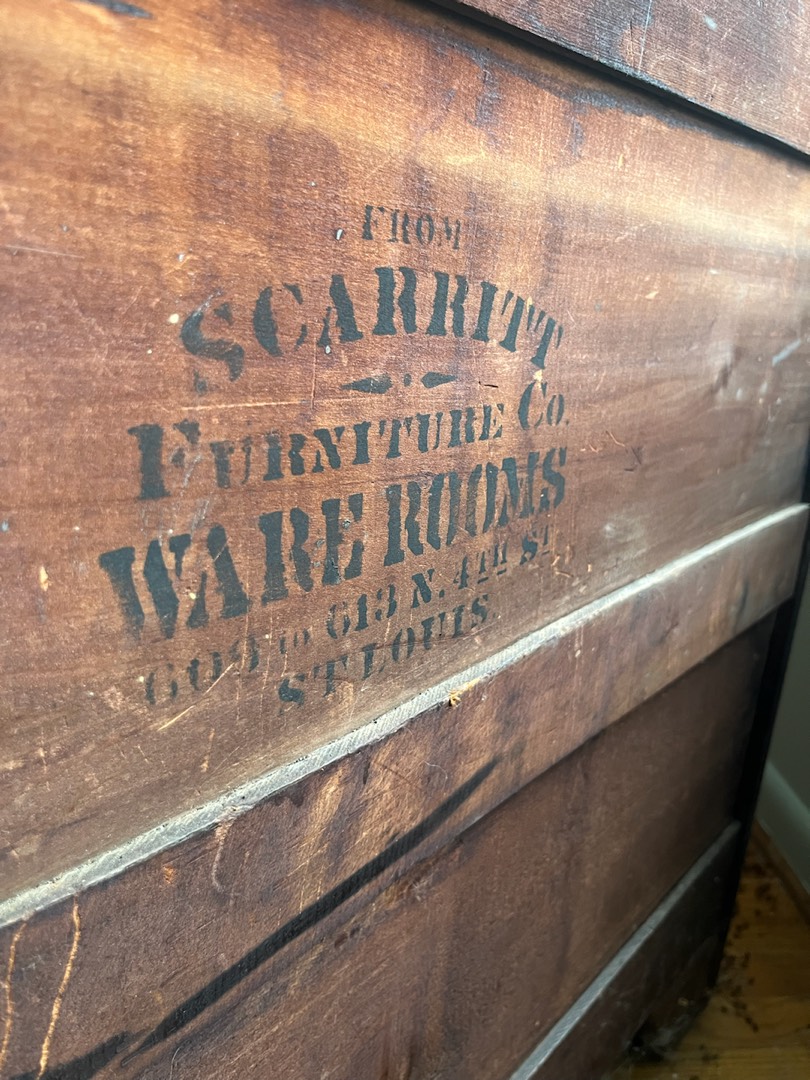 FROM
SCARRITT
FURNITURE CO.
WARE ROOMS
609 TO 613 N. 4TH ST
ST LOUIS.